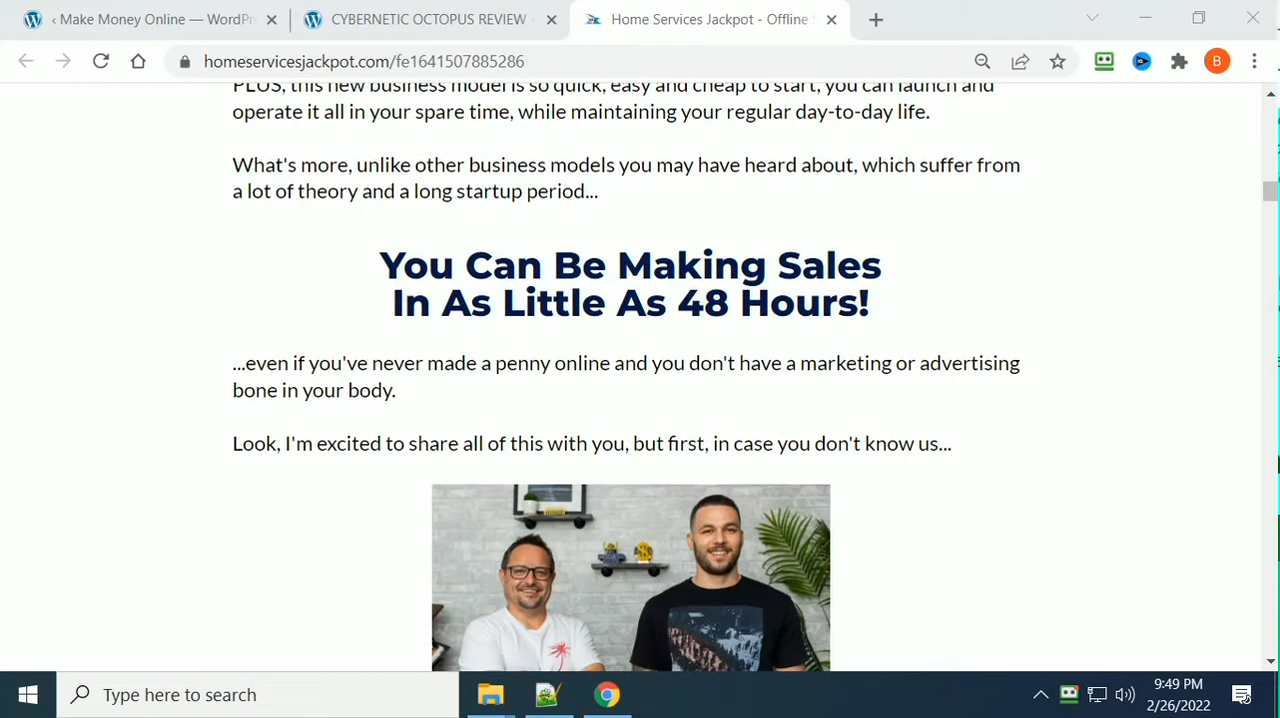 ‹ Make Money Online — WordPr
CYBERNETIC OCTOPUS REVIEW -
Home Services Jackpot - Offline S
homeservicesjackpot.com/fe1641507885286
B
PLUS, this new business model is so quick, easy and cheap to start, you can launch and
operate it all in your spare time, while maintaining your regular day-to-day life.
What's more, unlike other business models you may have heard about, which suffer from
a lot of theory and a long startup period...
You Can Be Making Sales
In As Little As 48 Hours!
...even if you've never made a penny online and you don't have a marketing or advertising
bone in your body.
Look, I'm excited to share all of this with you, but first, in case you don't know us...
Type here to search
9:49 PM
2/26/2022